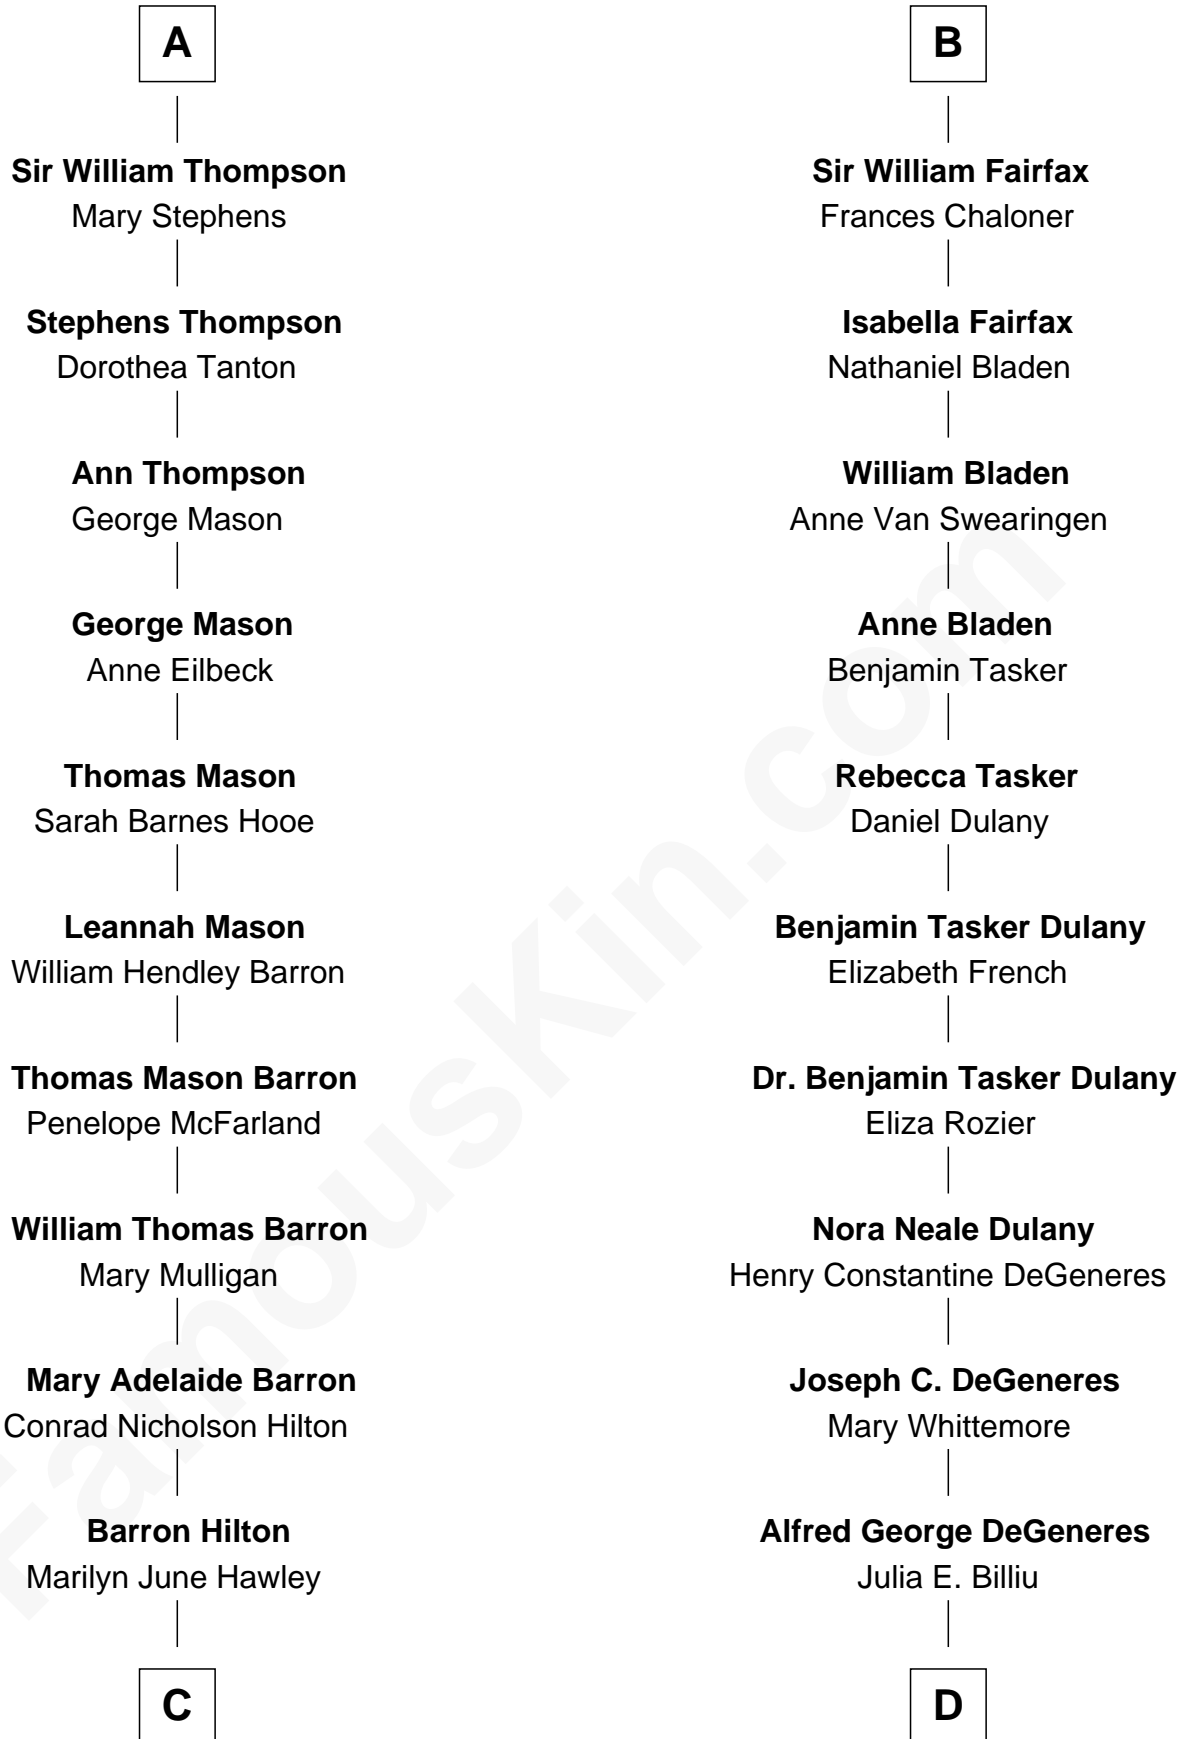 A
Sir William Thompson
Mary Stephens
Stephens Thompson
Dorothea Tanton
Ann Thompson
George Mason
George Mason
Anne Eilbeck
Thomas Mason
Sarah Barnes Hooe
Leannah Mason
William Hendley Barron
Thomas Mason Barron
Penelope McFarland
William Thomas Barron
Mary Mulligan
Mary Adelaide Barron
Conrad Nicholson Hilton
Barron Hilton
Marilyn June Hawley
C
B
Sir William Fairfax
Frances Chaloner
Isabella Fairfax
Nathaniel Bladen
William Bladen
Anne Van Swearingen
Anne Bladen
Benjamin Tasker
Rebecca Tasker
Daniel Dulany
Benjamin Tasker Dulany
Elizabeth French
Dr. Benjamin Tasker Dulany
Eliza Rozier
Nora Neale Dulany
Henry Constantine DeGeneres
Joseph C. DeGeneres
Mary Whittemore
Alfred George DeGeneres
Julia E. Billiu
D
FamousKin.com